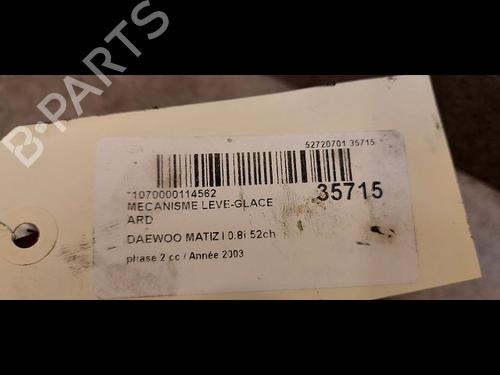 B-PARTS
52720701 35715
*1070000114562
35715
MECANISME LEVE-GLACE
ARD
DAEWOO MATIZ I 0.8i 52ch
phase 2 cc / Année 2003